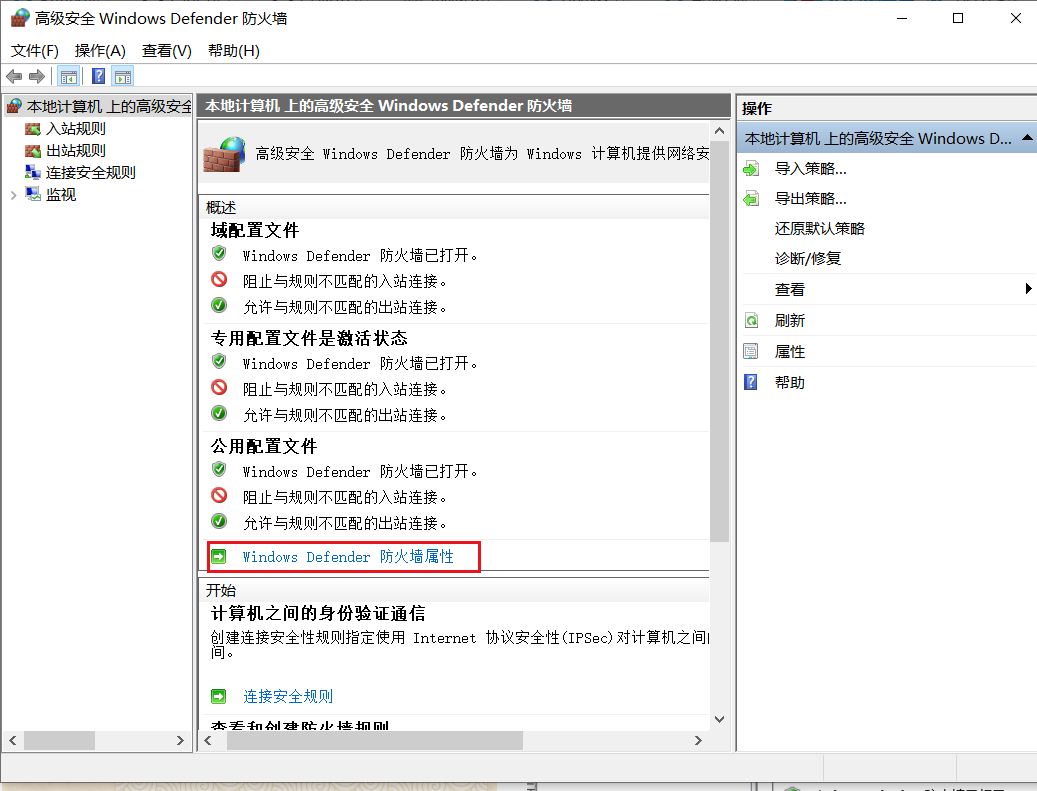 高级安全 Windows Defender 防火墙
文件(F) 操作(A) 查看(V) 帮助(H)
本地计算机 上的高级安全
入站规则
出站规则
连接安全规则
监视
本地计算机 上的高级安全 Windows Defender 防火墙
高级安全 Windows Defender 防火墙为 Windows 计算机提供网络安
概述
域配置文件
Windows Defender 防火墙已打开。
阻止与规则不匹配的入站连接。
允许与规则不匹配的出站连接。
专用配置文件是激活状态
Windows Defender 防火墙已打开。
阻止与规则不匹配的入站连接。
允许与规则不匹配的出站连接。
公用配置文件
Windows Defender 防火墙已打开。
阻止与规则不匹配的入站连接。
允许与规则不匹配的出站连接。
Windows Defender 防火墙属性
开始
计算机之间的身份验证通信
创建连接安全性规则指定使用 Internet 协议安全性(IPSec)对计算机之间
间。
连接安全规则
查看和创建防火墙规则
操作
本地计算机 上的高级安全 Windows D...
导入策略...
导出策略...
还原默认策略
诊断/修复
查看
刷新
属性
帮助